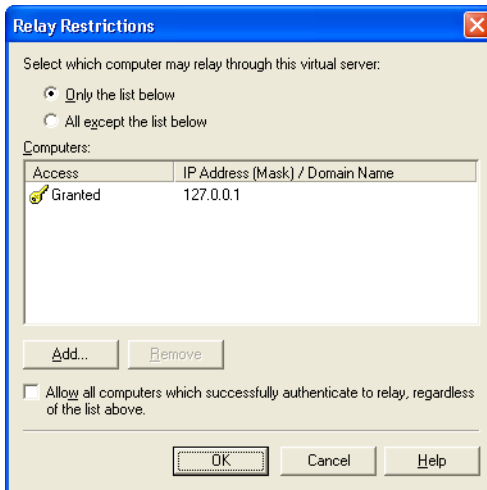 Relay Restrictions
Select which computer may relay through this virtual server:
Only the list below
All except the list below
Computers:
Access IP Address (Mask) / Domain Name
Granted 127.0.0.1
Add... Remove
Allow all computers which successfully authenticate to relay, regardless
of the list above.
OK Cancel Help